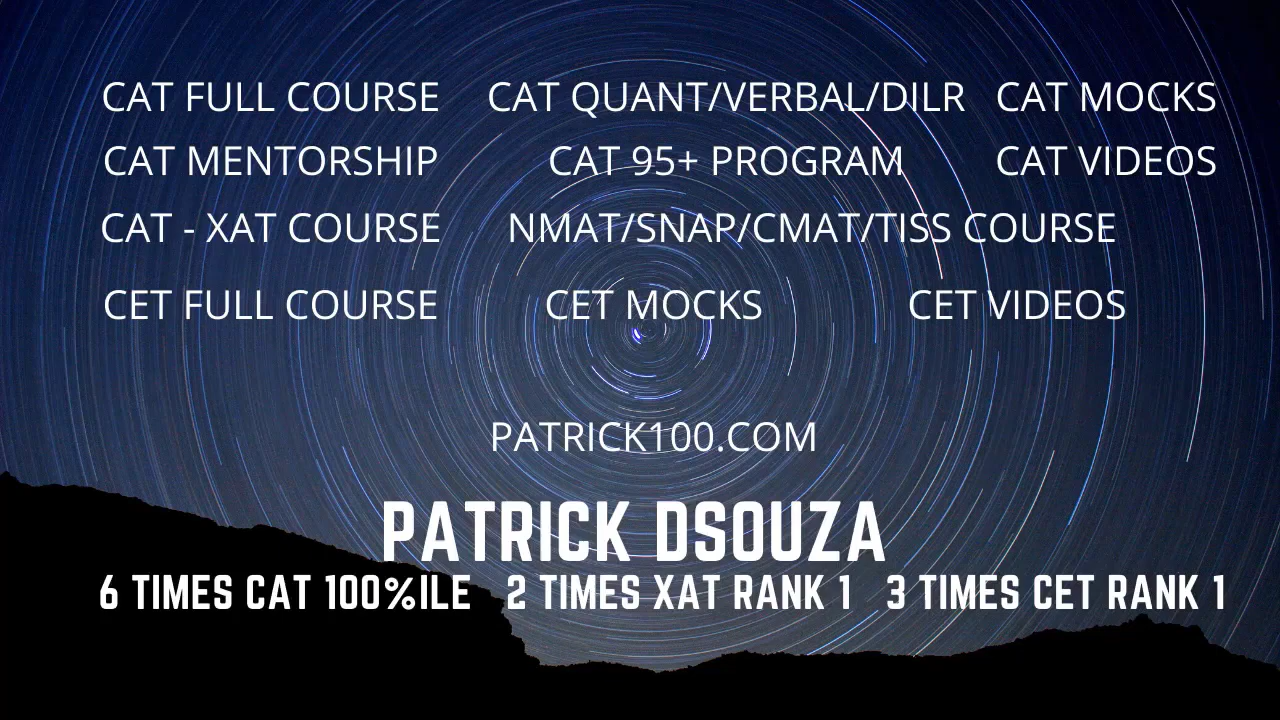 CAT FULL COURSE CAT QUANT/VERBAL/DILR CAT MOCKS
CAT MENTORSHIP CAT 95+ PROGRAM CAT VIDEOS
CAT - XAT COURSE NMAT/SNAP/CMAT/TISS COURSE
CET FULL COURSE CET MOCKS CET VIDEOS
PATRICK100.COM
PATRICK DSOUZA
6 TIMES CAT 100%ILE 2 TIMES XAT RANK 1 3 TIMES CET RANK 1